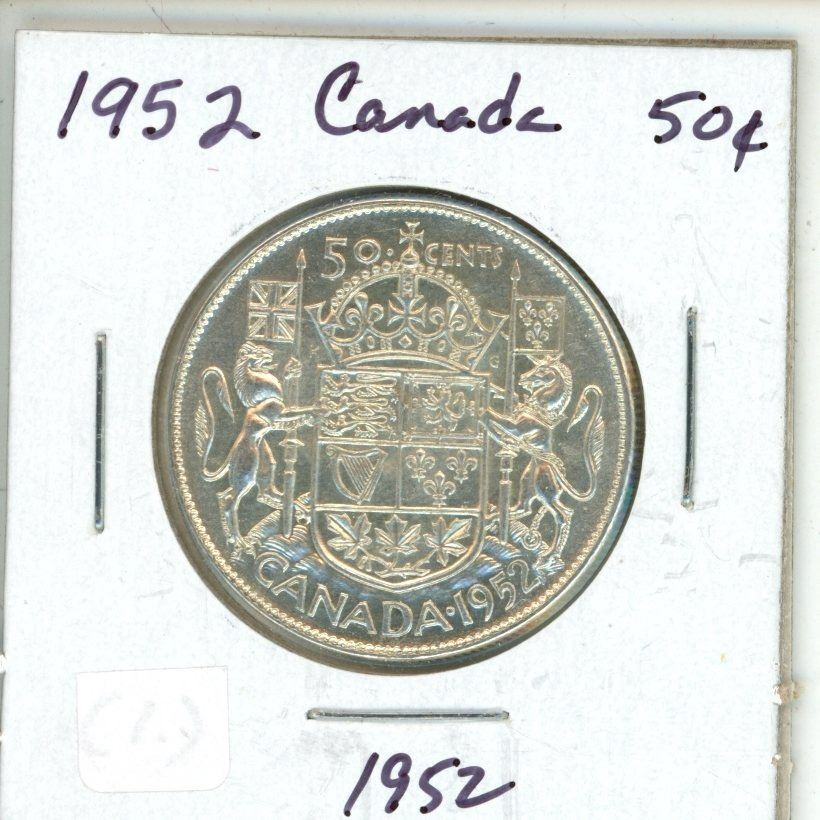 1952 Canada 50¢
50 · CENTS
K G
CANADA · 1952
1952